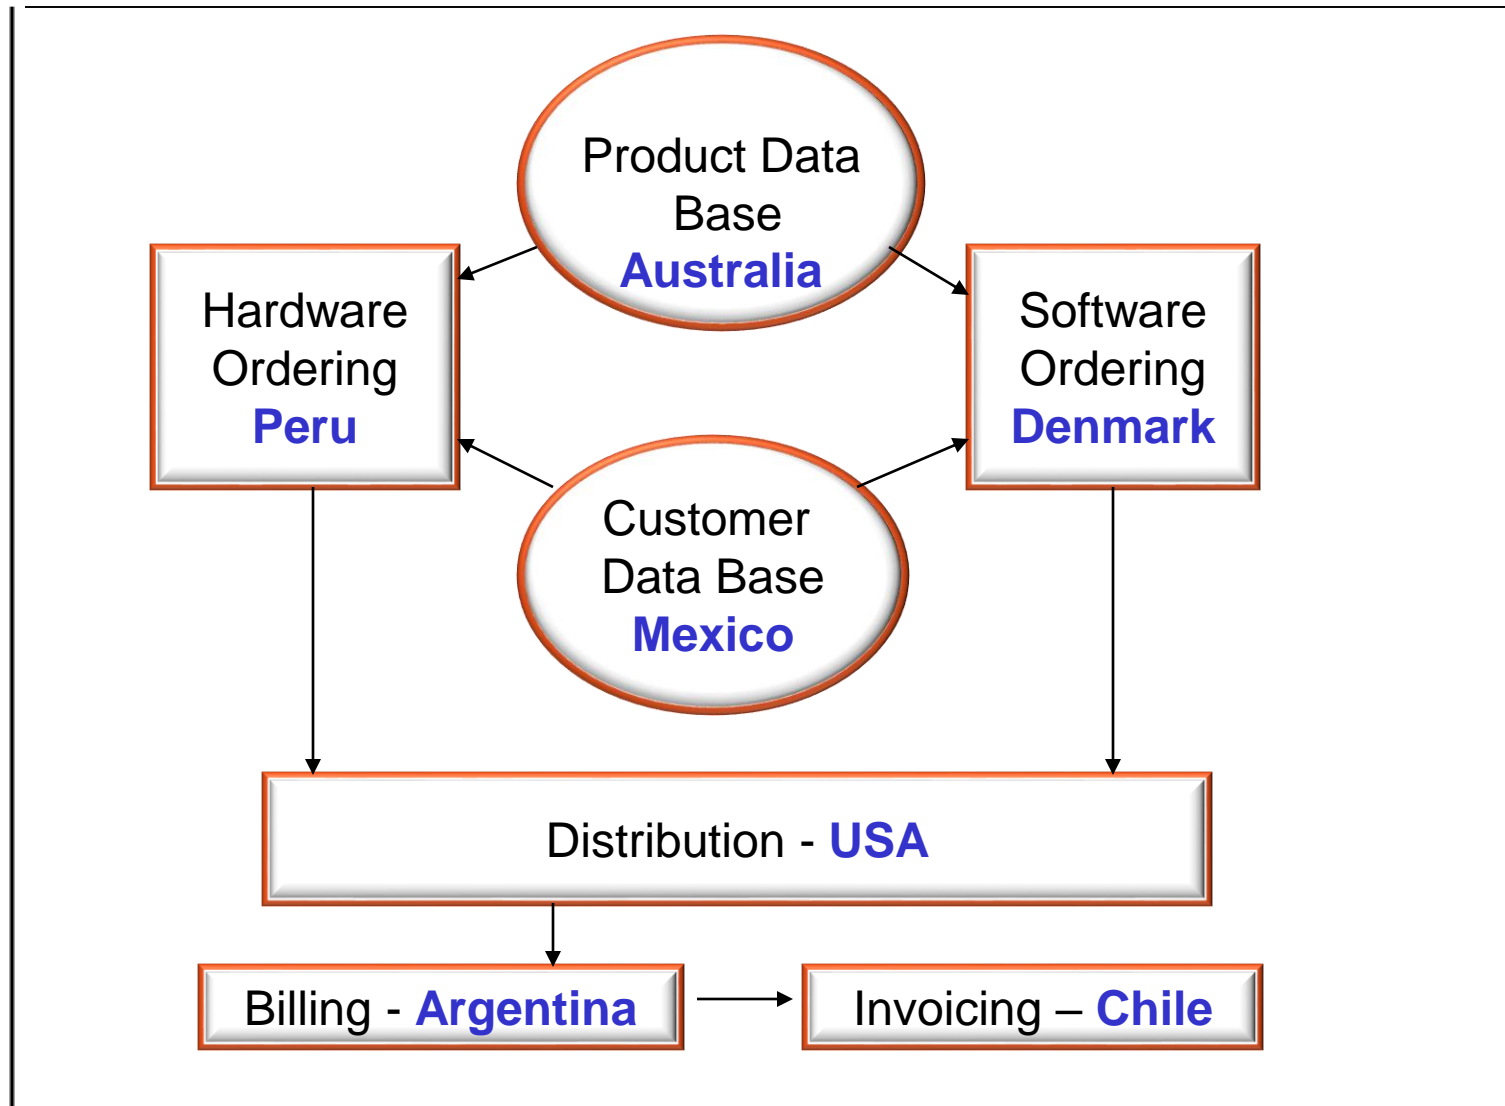 Product Data
Base
Australia
Hardware
Ordering
Peru
Software
Ordering
Denmark
Customer
Data Base
Mexico
Distribution - USA
Billing - Argentina
Invoicing – Chile